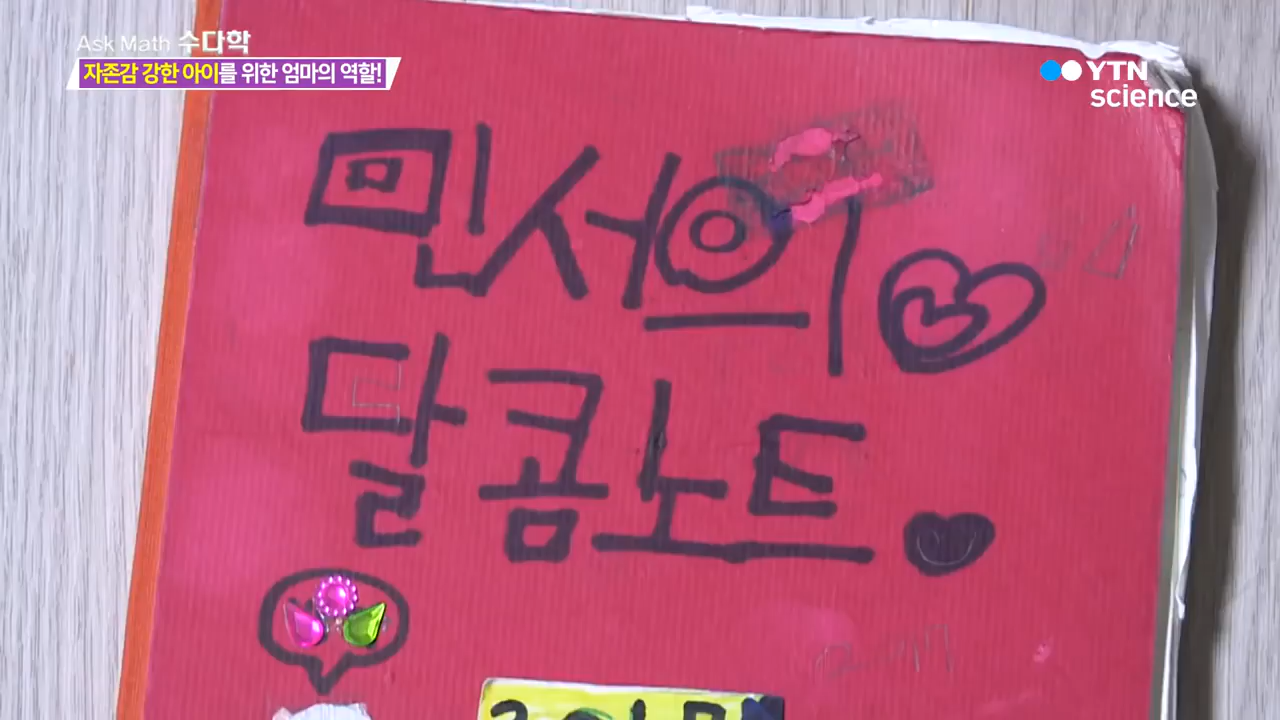 Ask Math 수다학
자존감 강한 아이를 위한 엄마의 역할!
YTN
science
민서의
달콤노트